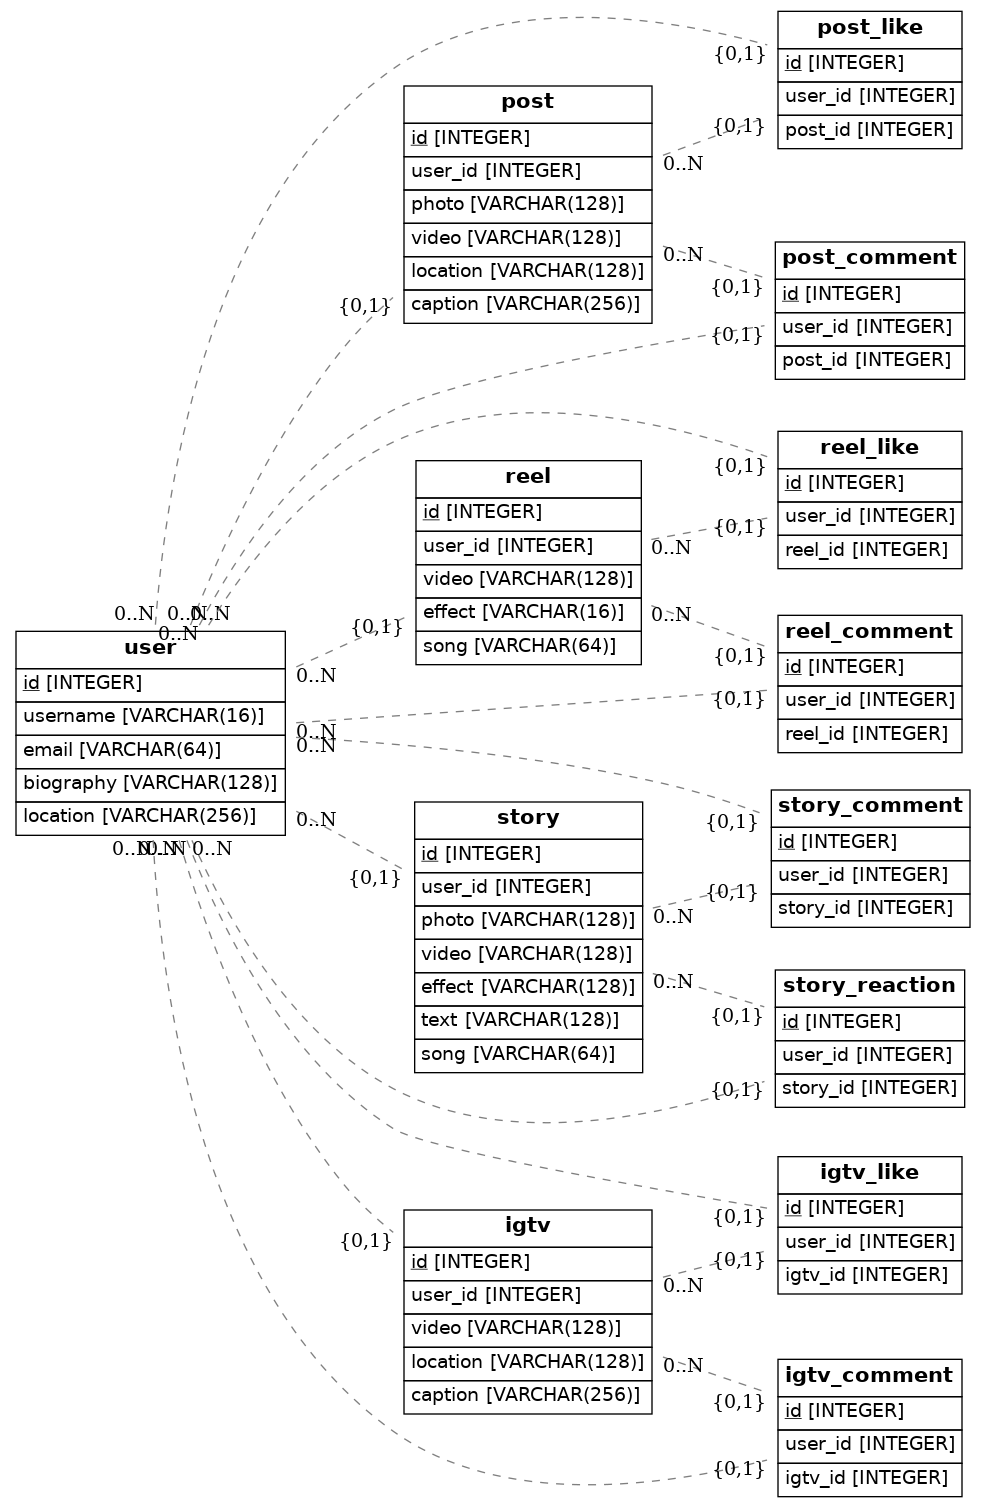 post_like
id [INTEGER]
user_id [INTEGER]
post_id [INTEGER]
{0,1}
{0,1}
post
id [INTEGER]
user_id [INTEGER]
photo [VARCHAR(128)]
video [VARCHAR(128)]
location [VARCHAR(128)]
caption [VARCHAR(256)]
0..N
0..N
{0,1}
post_comment
id [INTEGER]
user_id [INTEGER]
post_id [INTEGER]
{0,1}
{0,1}
reel_like
id [INTEGER]
user_id [INTEGER]
reel_id [INTEGER]
{0,1}
{0,1}
reel
id [INTEGER]
user_id [INTEGER]
video [VARCHAR(128)]
effect [VARCHAR(16)]
song [VARCHAR(64)]
0..N
0..N
{0,1}
reel_comment
id [INTEGER]
user_id [INTEGER]
reel_id [INTEGER]
{0,1}
{0,1}
0..N
0..N
0..N
0..N
user
id [INTEGER]
username [VARCHAR(16)]
email [VARCHAR(64)]
biography [VARCHAR(128)]
location [VARCHAR(256)]
0..N
0..N
0..N
0..N
0..N
0..N
0..N
0..N
story_comment
id [INTEGER]
user_id [INTEGER]
story_id [INTEGER]
{0,1}
{0,1}
story
id [INTEGER]
user_id [INTEGER]
photo [VARCHAR(128)]
video [VARCHAR(128)]
effect [VARCHAR(128)]
text [VARCHAR(128)]
song [VARCHAR(64)]
{0,1}
0..N
0..N
story_reaction
id [INTEGER]
user_id [INTEGER]
story_id [INTEGER]
{0,1}
{0,1}
igtv_like
id [INTEGER]
user_id [INTEGER]
igtv_id [INTEGER]
{0,1}
{0,1}
igtv
id [INTEGER]
user_id [INTEGER]
video [VARCHAR(128)]
location [VARCHAR(128)]
caption [VARCHAR(256)]
{0,1}
0..N
0..N
igtv_comment
id [INTEGER]
user_id [INTEGER]
igtv_id [INTEGER]
{0,1}
{0,1}